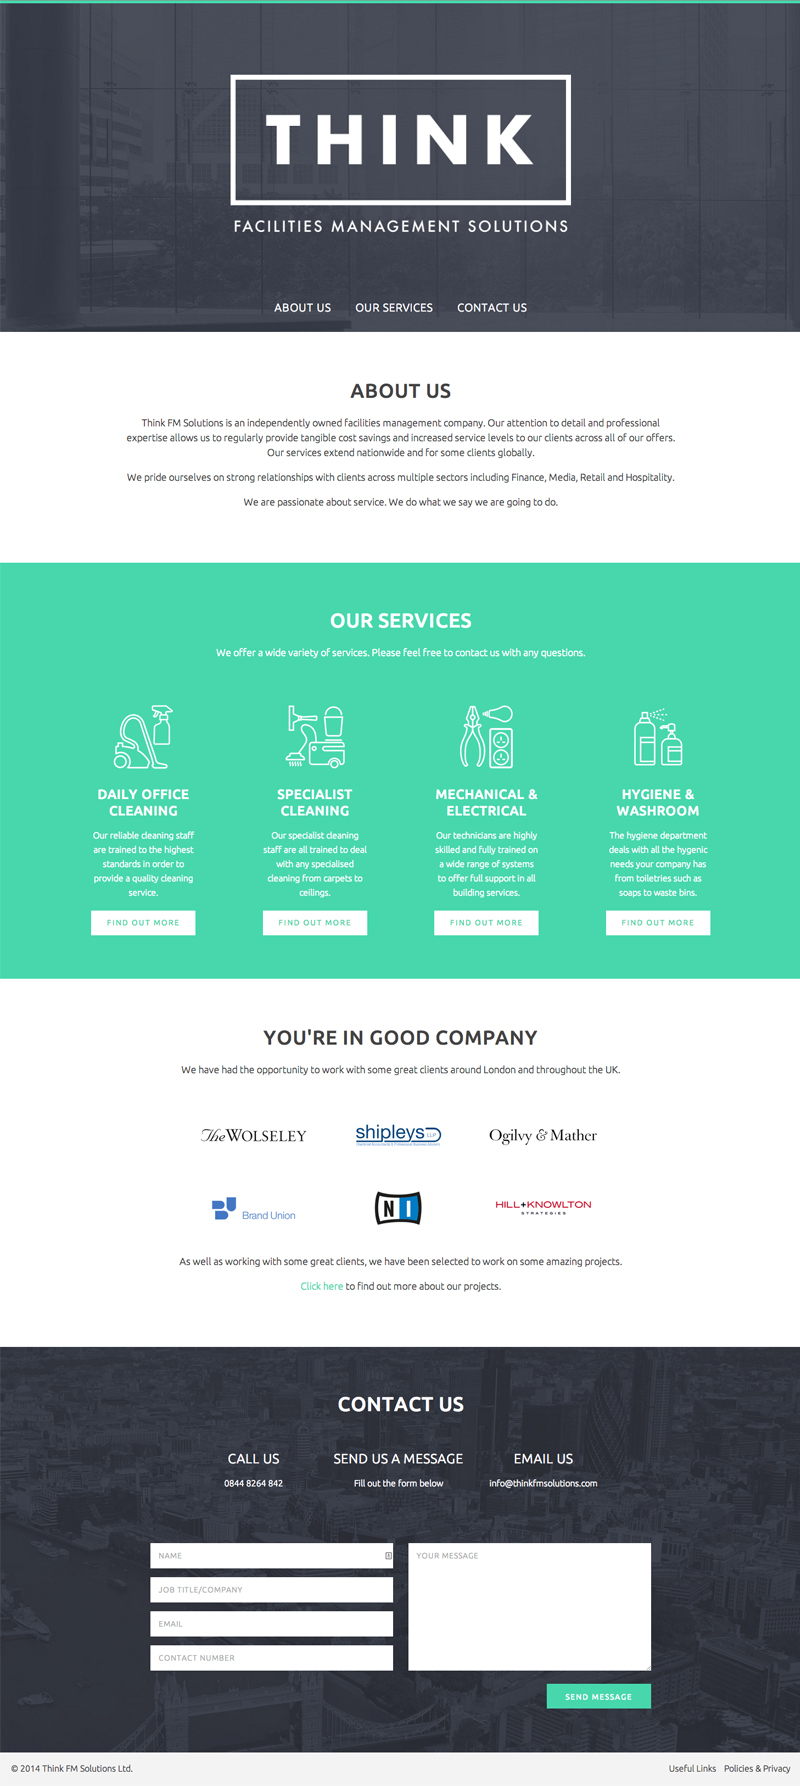 THINK
FACILITIES MANAGEMENT SOLUTIONS
ABOUT US OUR SERVICES CONTACT US
ABOUT US
Think FM Solutions is an independently owned facilities management company. Our attention to detail and professional
expertise allows us to regularly provide tangible cost savings and increased service levels to our clients across all of our offers.
Our services extend nationwide and for some clients globally.
We pride ourselves on strong relationships with clients across multiple sectors including Finance, Media, Retail and Hospitality.
We are passionate about service. We do what we say we are going to do.
OUR SERVICES
We offer a wide variety of services. Please feel free to contact us with any questions.
DAILY OFFICE
CLEANING
Our reliable cleaning staff
are trained to the highest
standards in order to
provide a quality cleaning
service.
FIND OUT MORE
SPECIALIST
CLEANING
Our specialist cleaning
staff are all trained to deal
with any specialised
cleaning from carpets to
ceilings.
FIND OUT MORE
MECHANICAL &
ELECTRICAL
Our technicians are highly
skilled and fully trained on
a wide range of systems
to offer full support in all
building services.
FIND OUT MORE
HYGIENE &
WASHROOM
The hygiene department
deals with all the hygenic
needs your company has
from toiletries such as
soaps to waste bins.
FIND OUT MORE
YOU'RE IN GOOD COMPANY
We have had the opportunity to work with some great clients around London and throughout the UK.
The WOLSELEY
shipleys LLP
Ogilvy & Mather
Brand Union
NI
HILL+KNOWLTON
STRATEGIES
As well as working with some great clients, we have been selected to work on some amazing projects.
Click here to find out more about our projects.
CONTACT US
CALL US
0844 8264 842
SEND US A MESSAGE
Fill out the form below
EMAIL US
info@thinkfmsolutions.com
NAME
JOB TITLE/COMPANY
EMAIL
CONTACT NUMBER
YOUR MESSAGE
SEND MESSAGE
© 2014 Think FM Solutions Ltd.
Useful Links Policies & Privacy